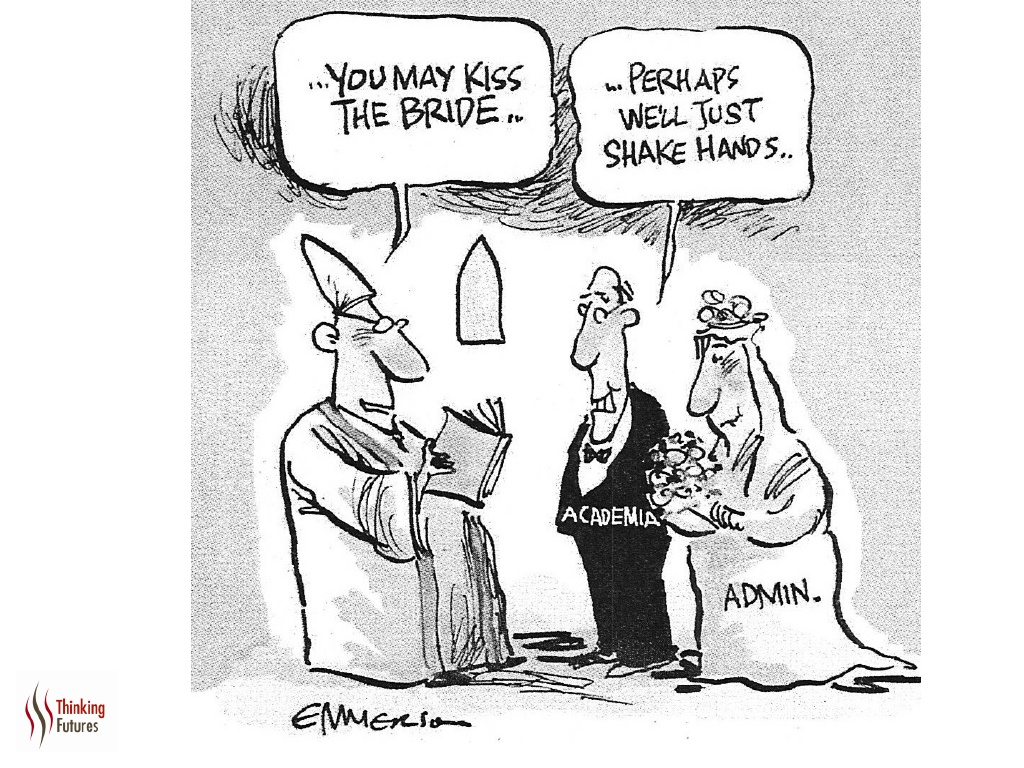 ...YOU MAY KISS
THE BRIDE...
...PERHAPS
WE'LL JUST
SHAKE HANDS..
ACADEMIA
ADMIN.
EMMERSON
Thinking
Futures